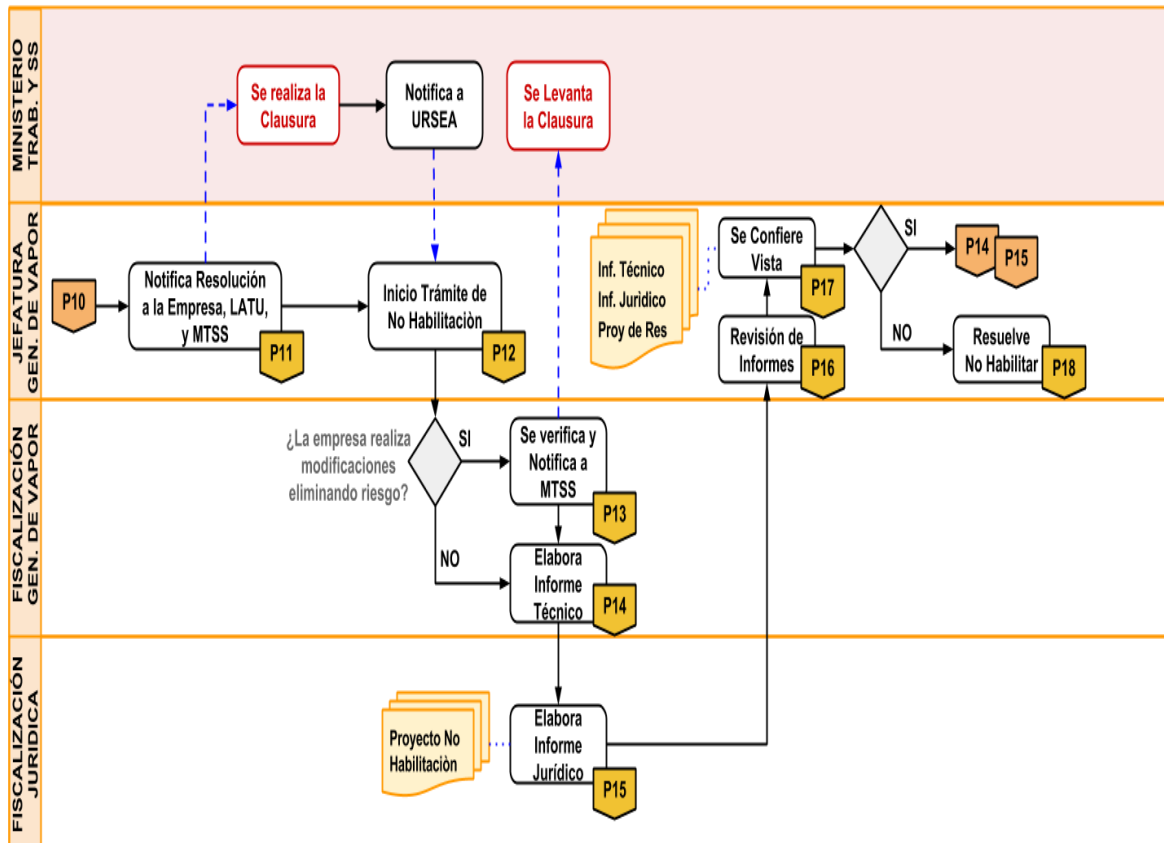 MINISTERIO
TRAB. Y SS
Se realiza la
Clausura
Notifica a
URSEA
Se Levanta
la Clausura
JEFATURA
GEN. DE VAPOR
P10
Notifica Resolución
a la Empresa, LATU,
y MTSS
P11
Inicio Trámite de
No Habilitaciòn
P12
Inf. Técnico
Inf. Jurìdico
Proy de Res
Se Confiere
Vista
P17
Revisión de
Informes
P16
SI
P14
P15
NO
Resuelve
No Habilitar
P18
FISCALIZACIÓN
GEN. DE VAPOR
¿La empresa realiza
modificaciones
eliminando riesgo?
SI
NO
Se verifica y
Notifica a
MTSS
P13
Elabora
Informe
Técnico
P14
FISCALIZACIÓN
JURIDICA
Proyecto No
Habilitaciòn
Elabora
Informe
Jurídico
P15